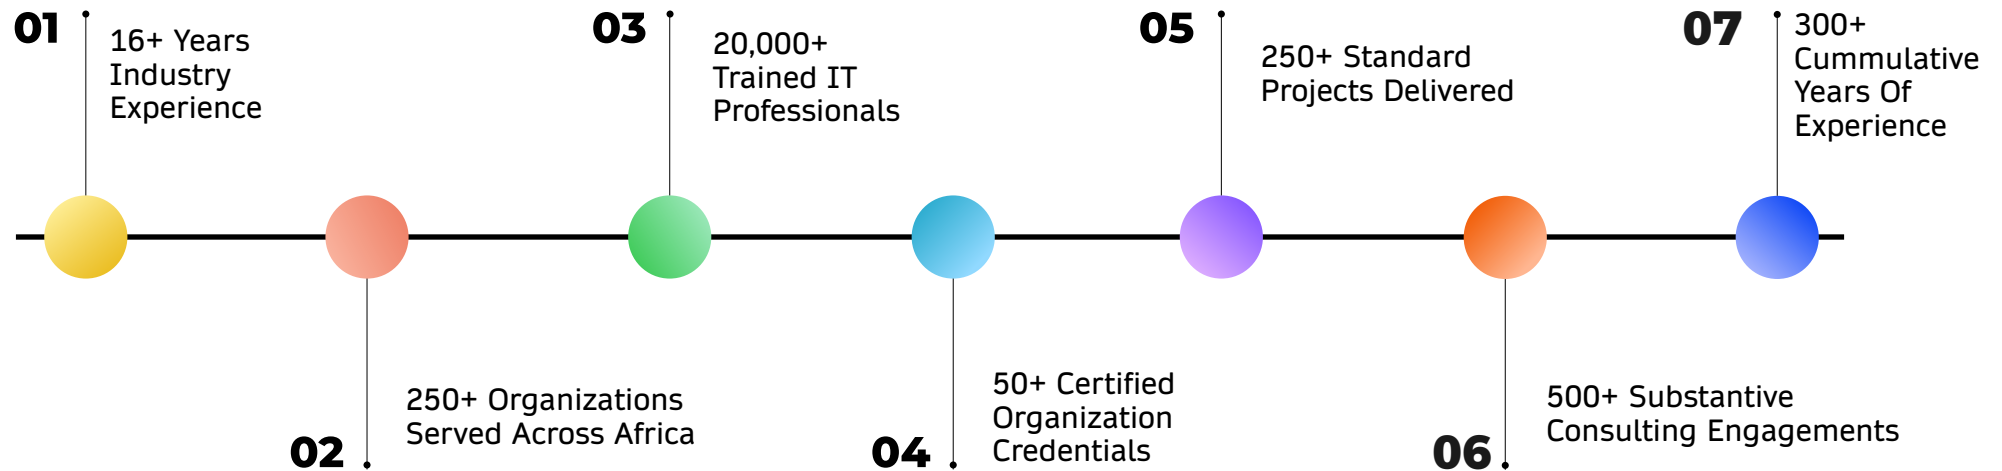 01
16+ Years
Industry
Experience
02
250+ Organizations
Served Across Africa
03
20,000+
Trained IT
Professionals
04
50+ Certified
Organization
Credentials
05
250+ Standard
Projects Delivered
06
500+ Substantive
Consulting Engagements
07
300+
Cummulative
Years Of
Experience